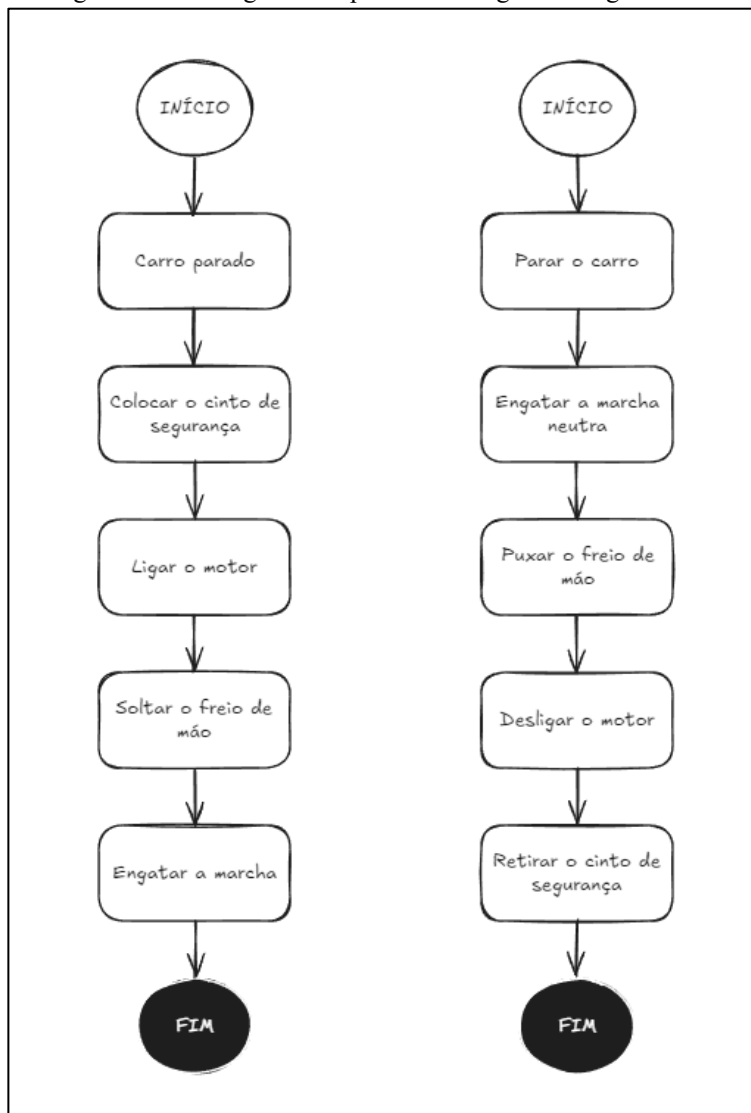 INÍCIO
Carro parado
Colocar o cinto de
segurança
Ligar o motor
Soltar o freio de
mão
Engatar a marcha
FIM
INÍCIO
Parar o carro
Engatar a marcha
neutra
Puxar o freio de
mão
Desligar o motor
Retirar o cinto de
segurança
FIM